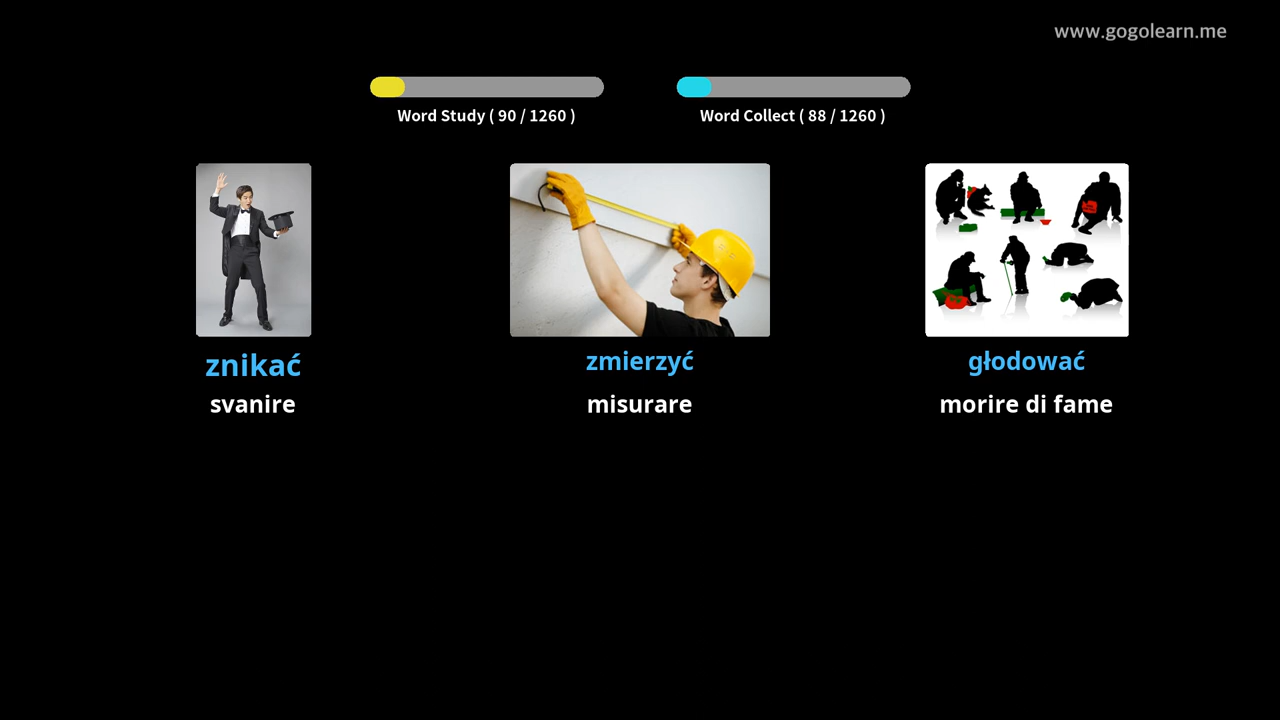 www.gogolearn.me
Word Study ( 90 / 1260 )
Word Collect ( 88 / 1260 )
znikać
zmierzyć
głodować
svanire
misurare
morire di fame